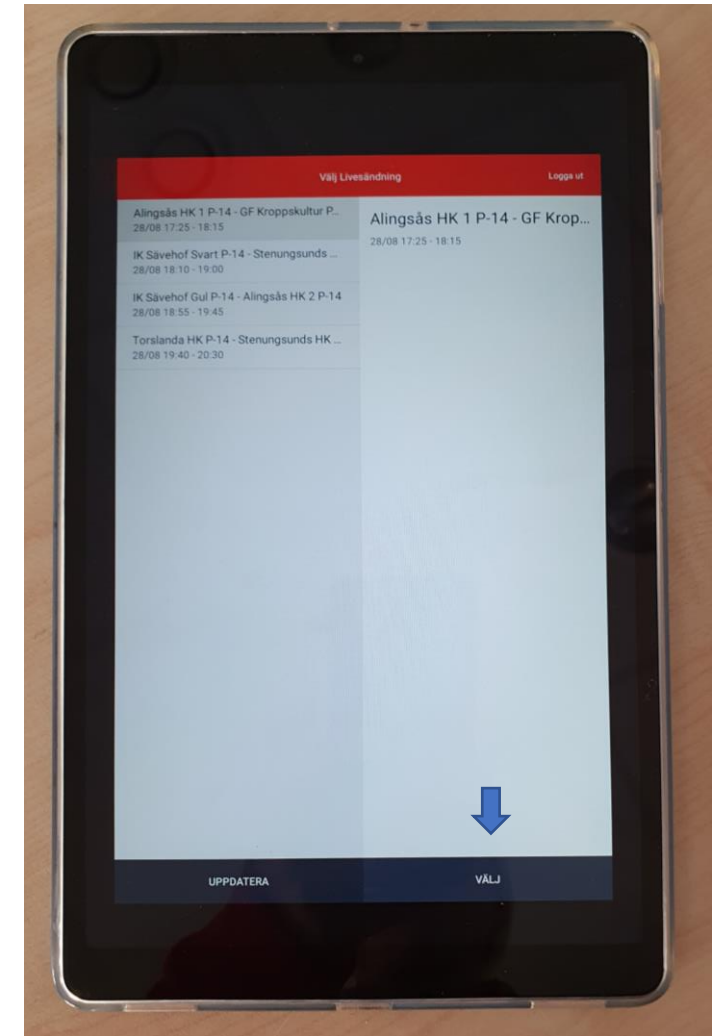 Välj Livesändning
Logga ut
Alingsås HK 1 P-14 - GF Kroppskultur P...
28/08 17:25 - 18:15
IK Sävehof Svart P-14 - Stenungsunds ...
28/08 18:10 - 19:00
IK Sävehof Gul P-14 - Alingsås HK 2 P-14
28/08 18:55 - 19:45
Torslanda HK P-14 - Stenungsunds HK ...
28/08 19:40 - 20:30
Alingsås HK 1 P-14 - GF Krop...
28/08 17:25 - 18:15
UPPDATERA
VÄLJ